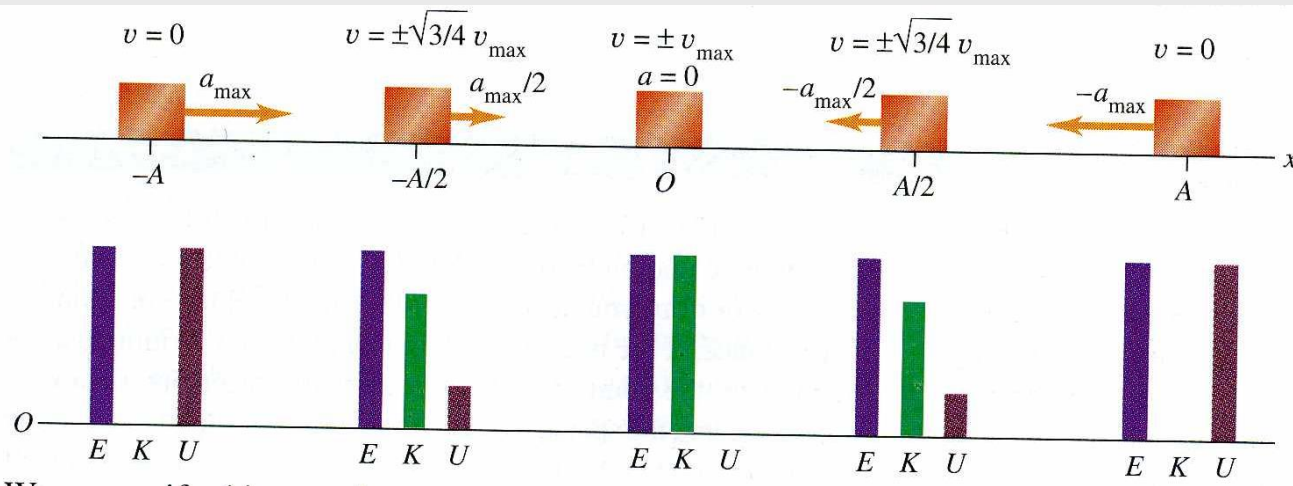 v = 0 v = ±√3/4 v_max v = ± v_max v = ±√3/4 v_max v = 0
a_max a_max/2 a = 0 −a_max/2 −a_max
−A −A/2 O A/2 A x
O
E K U E K U E K U E K U E K U